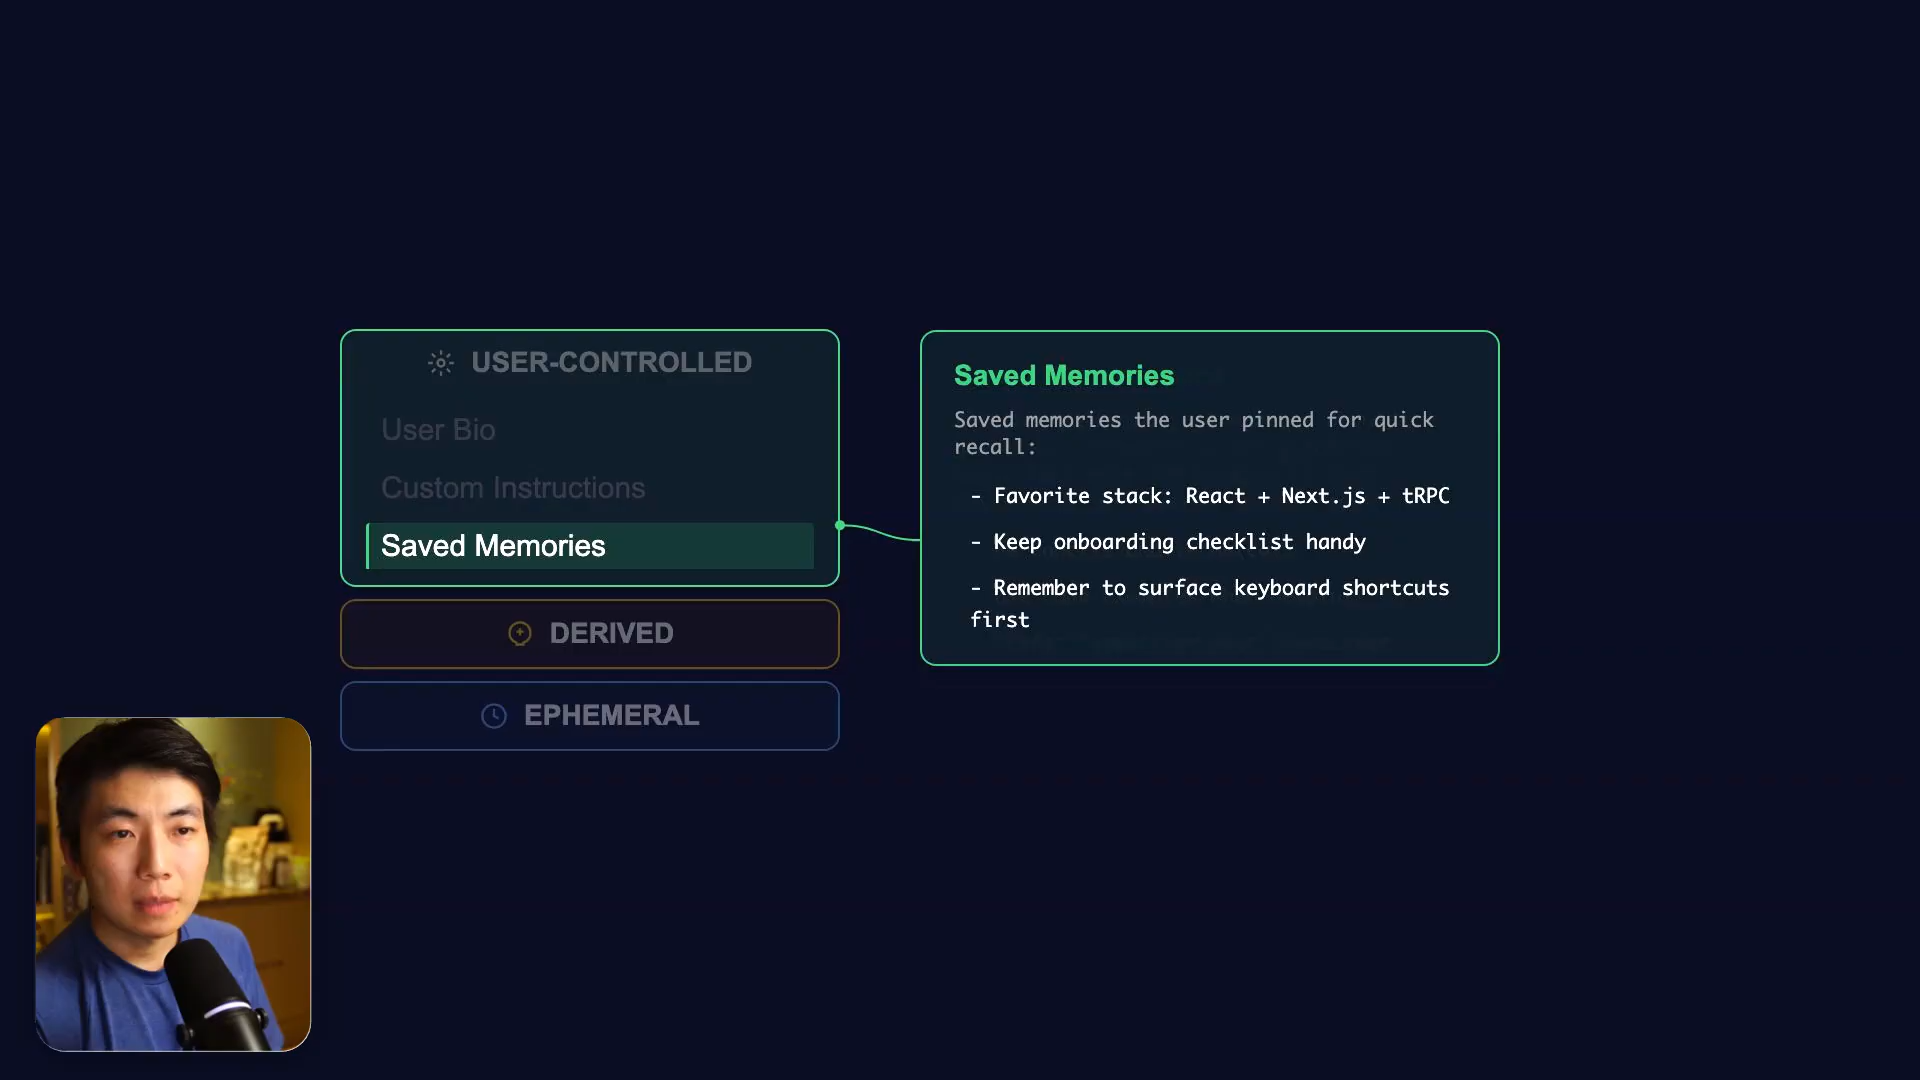 USER-CONTROLLED
User Bio
Custom Instructions
Saved Memories
DERIVED
EPHEMERAL
Saved Memories
Saved memories the user pinned for quick
recall:
- Favorite stack: React + Next.js + tRPC
- Keep onboarding checklist handy
- Remember to surface keyboard shortcuts
first